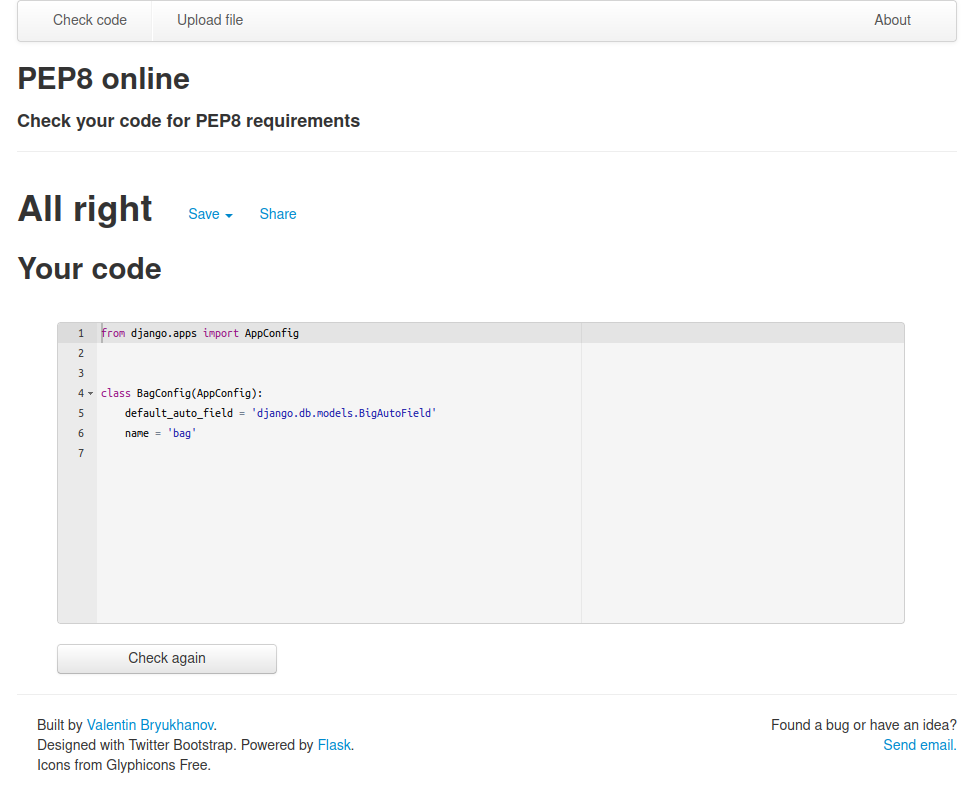 Check code Upload file About
PEP8 online
Check your code for PEP8 requirements
All right Save Share
Your code
1 from django.apps import AppConfig
2
3
4 class BagConfig(AppConfig):
5     default_auto_field = 'django.db.models.BigAutoField'
6     name = 'bag'
7
Check again
Built by Valentin Bryukhanov. Found a bug or have an idea?
Designed with Twitter Bootstrap. Powered by Flask. Send email.
Icons from Glyphicons Free.